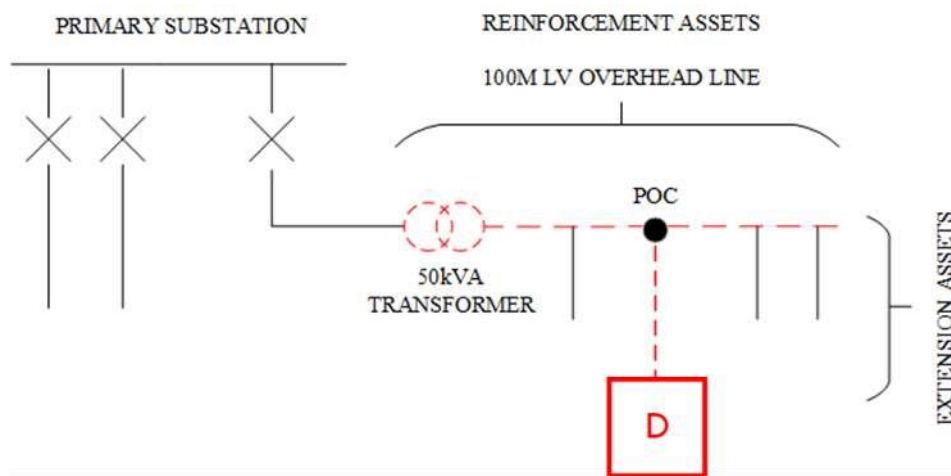 PRIMARY SUBSTATION
REINFORCEMENT ASSETS
100M LV OVERHEAD LINE
POC
50kVA
TRANSFORMER
EXTENSION ASSETS
D